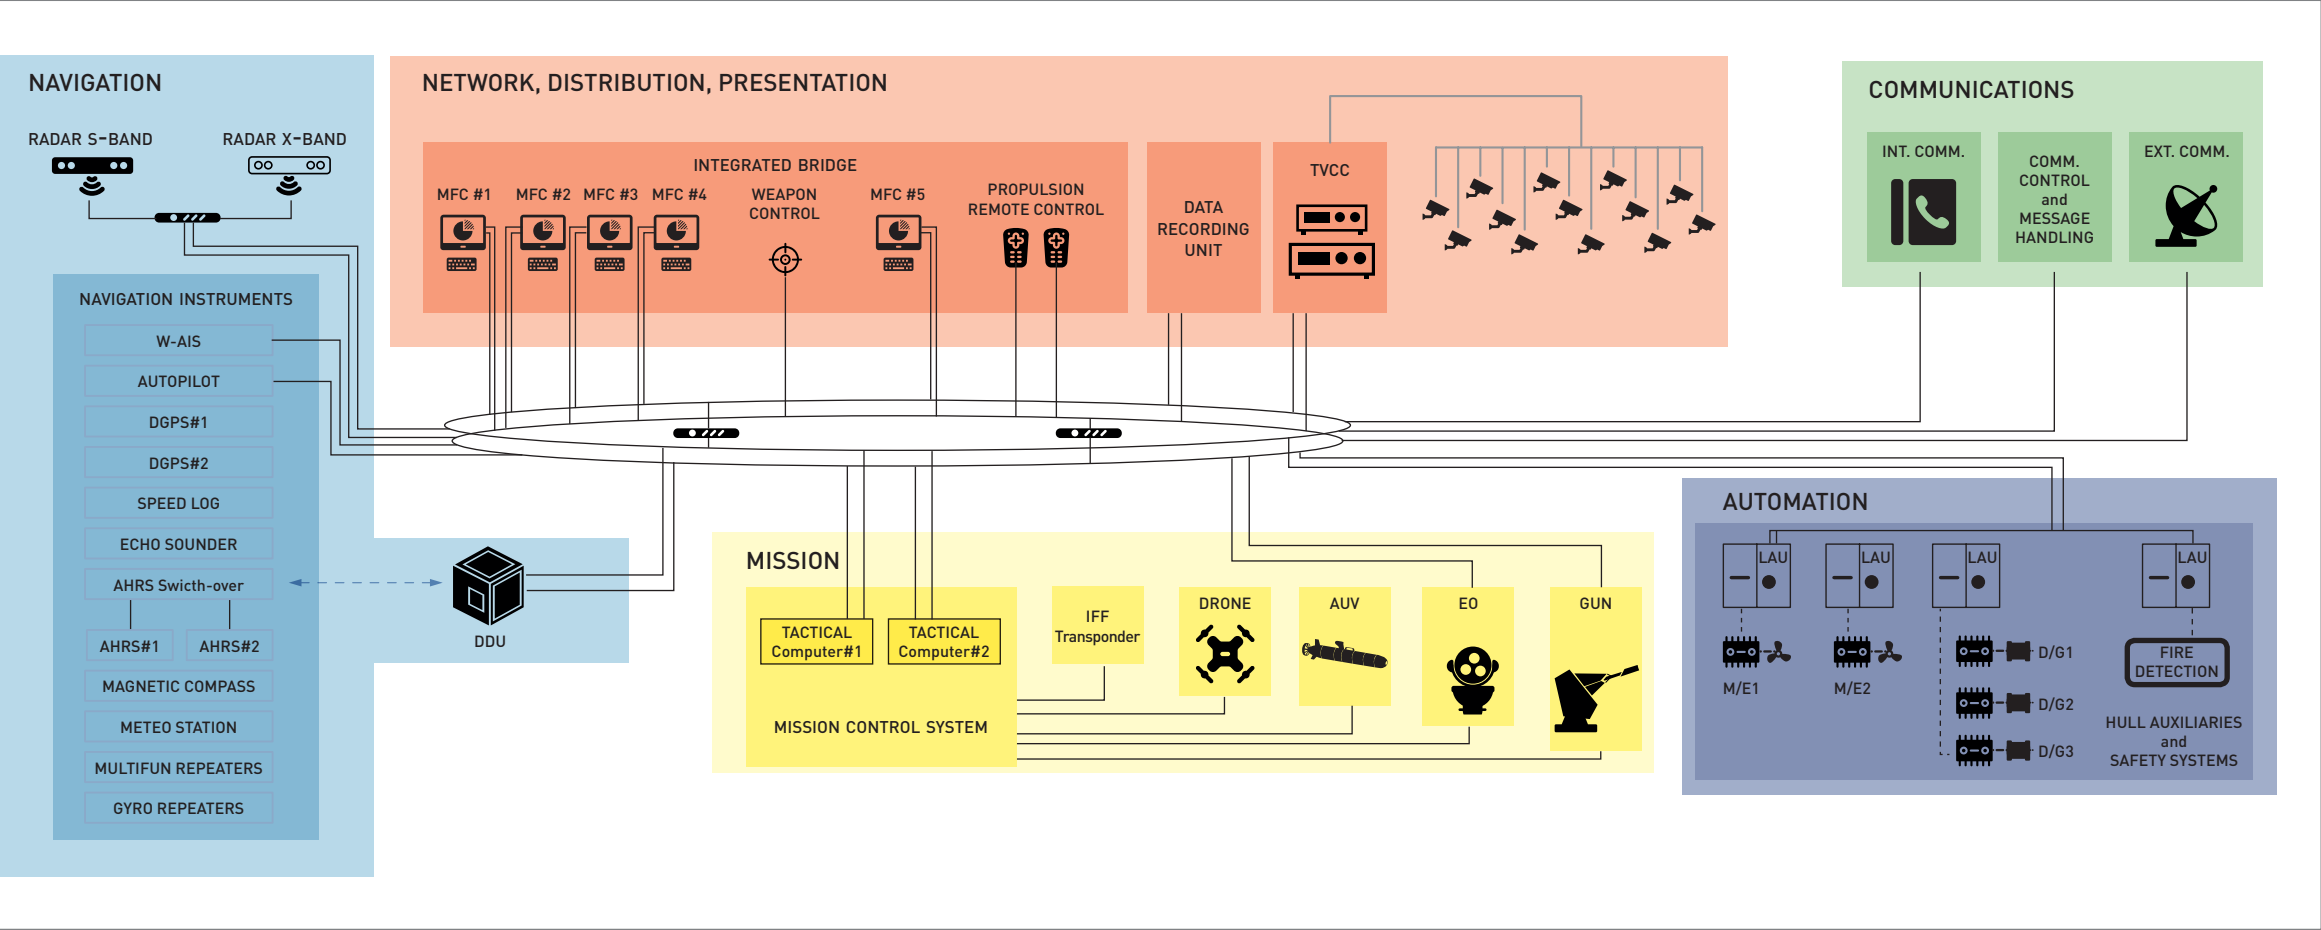 NAVIGATION
RADAR S-BAND
RADAR X-BAND
NAVIGATION INSTRUMENTS
W-AIS
AUTOPILOT
DGPS#1
DGPS#2
SPEED LOG
ECHO SOUNDER
AHRS Swicth-over
AHRS#1
AHRS#2
MAGNETIC COMPASS
METEO STATION
MULTIFUN REPEATERS
GYRO REPEATERS
DDU
NETWORK, DISTRIBUTION, PRESENTATION
INTEGRATED BRIDGE
MFC #1
MFC #2
MFC #3
MFC #4
WEAPON
CONTROL
MFC #5
PROPULSION
REMOTE CONTROL
DATA
RECORDING
UNIT
TVCC
COMMUNICATIONS
INT. COMM.
COMM.
CONTROL
and
MESSAGE
HANDLING
EXT. COMM.
MISSION
TACTICAL
Computer#1
TACTICAL
Computer#2
MISSION CONTROL SYSTEM
IFF
Transponder
DRONE
AUV
EO
GUN
AUTOMATION
LAU
LAU
LAU
LAU
M/E1
M/E2
D/G1
D/G2
D/G3
FIRE
DETECTION
HULL AUXILIARIES
and
SAFETY SYSTEMS